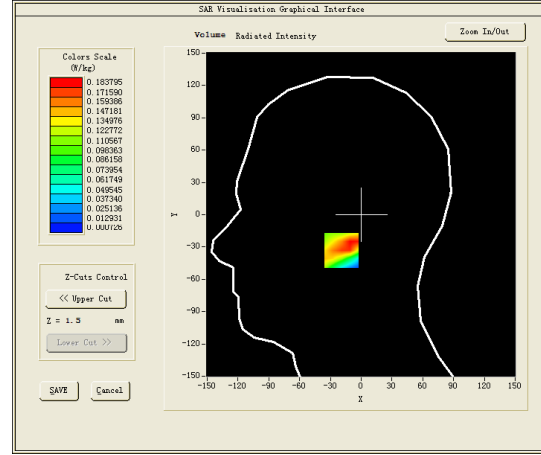 SAR Visualisation Graphical Interface
Volume Radiated Intensity
Zoom In/Out
Colors Scale
(W/kg)
0.183795
0.171590
0.159386
0.147181
0.134976
0.122772
0.110567
0.098363
0.086158
0.073954
0.061749
0.049545
0.037340
0.025136
0.012931
0.000726
150
120
90
60
30
0
-30
-60
-90
-120
-150
Y
-150 -120 -90 -60 -30 0 30 60 90 120 150
X
Z-Cuts Control
<< Upper Cut
Z = 1.5 mm
Lower Cut >>
SAVE Cancel